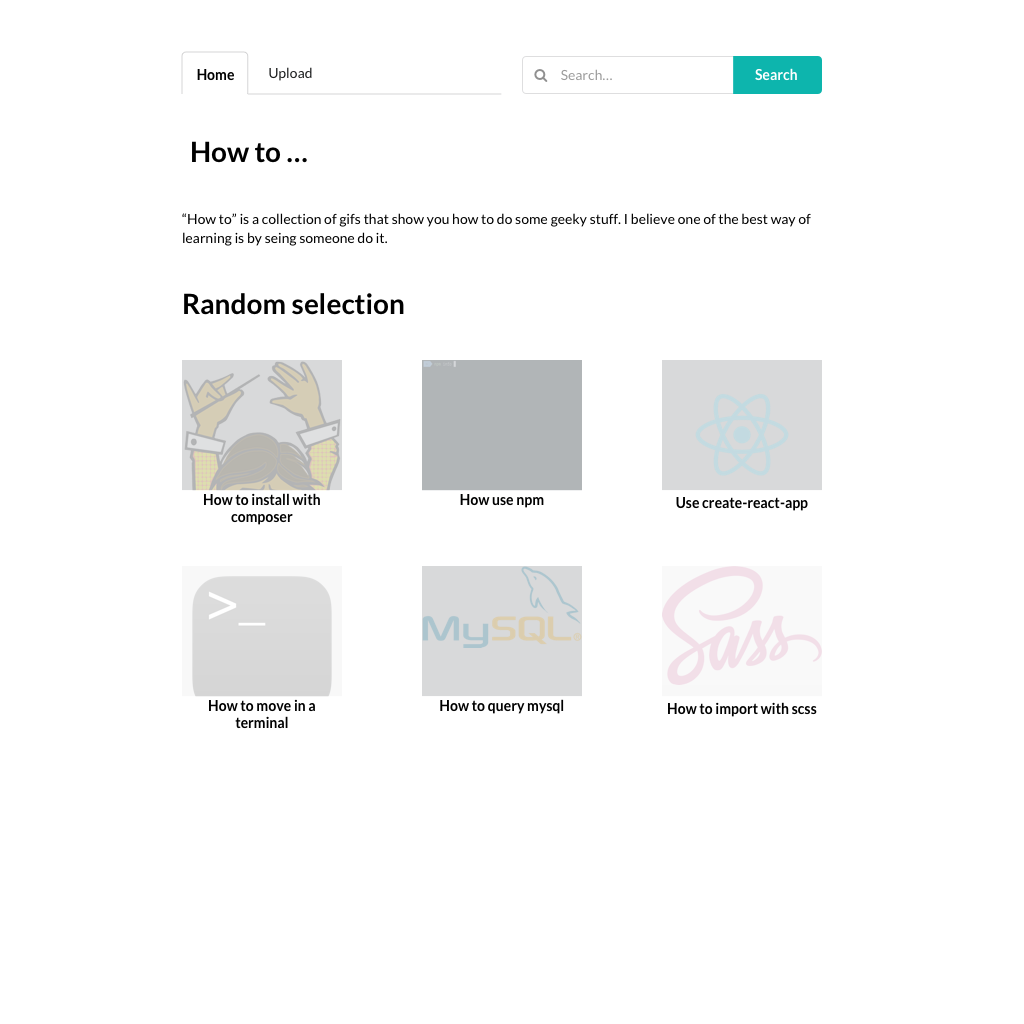 Home
Upload
Search...
Search
How to ...
“How to” is a collection of gifs that show you how to do some geeky stuff. I believe one of the best way of
learning is by seing someone do it.
Random selection
How to install with
composer
How use npm
Use create-react-app
>_
MySQL.
Sass
How to move in a
terminal
How to query mysql
How to import with scss